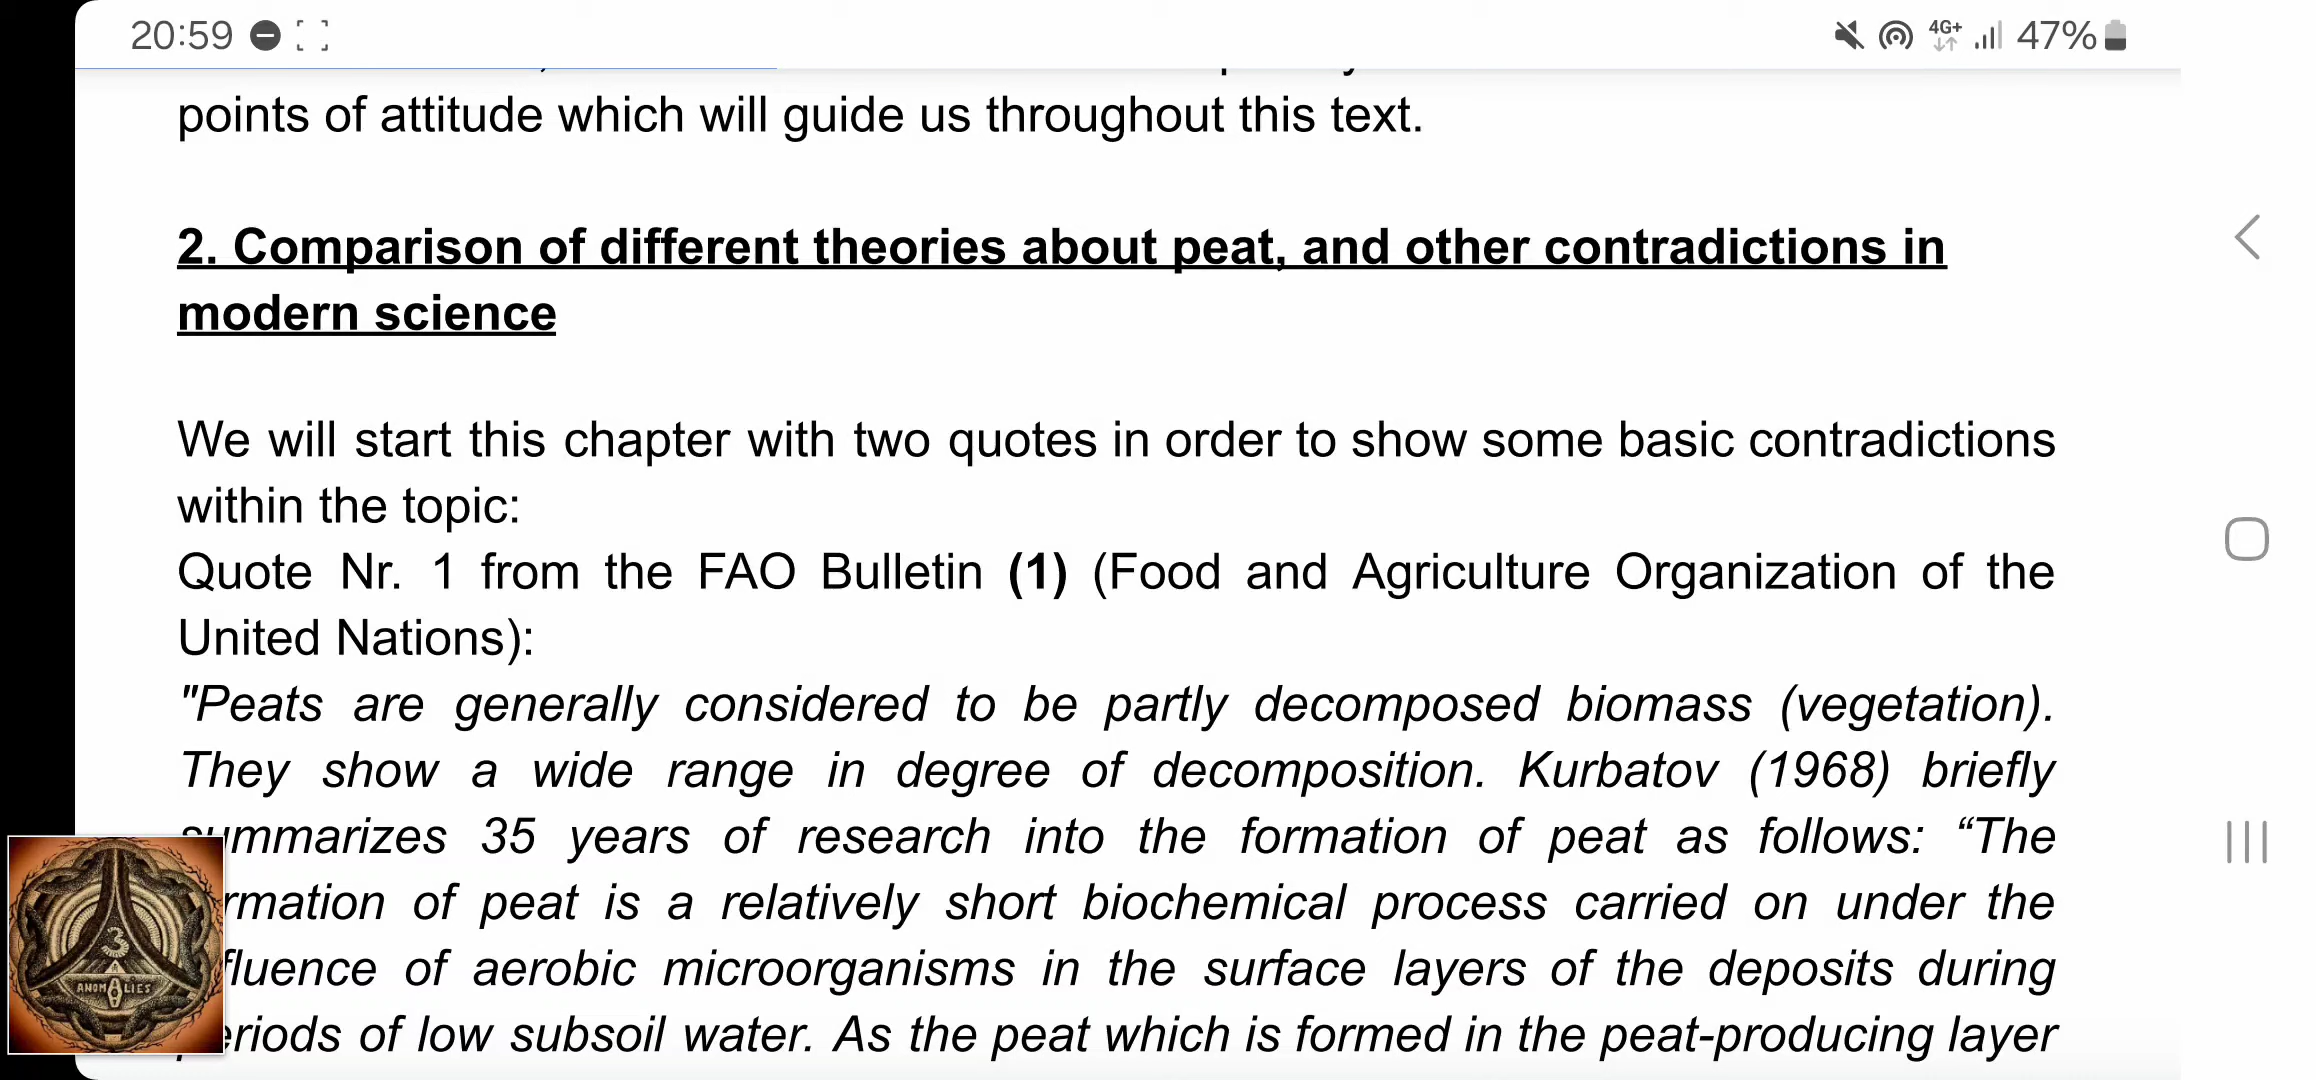 20:59
4G+ 47%
points of attitude which will guide us throughout this text.
2. Comparison of different theories about peat, and other contradictions in
modern science
We will start this chapter with two quotes in order to show some basic contradictions
within the topic:
Quote Nr. 1 from the FAO Bulletin (1) (Food and Agriculture Organization of the
United Nations):
"Peats are generally considered to be partly decomposed biomass (vegetation).
They show a wide range in degree of decomposition. Kurbatov (1968) briefly
summarizes 35 years of research into the formation of peat as follows: “The
rmation of peat is a relatively short biochemical process carried on under the
fluence of aerobic microorganisms in the surface layers of the deposits during
eriods of low subsoil water. As the peat which is formed in the peat-producing layer
3
ANOMALIES